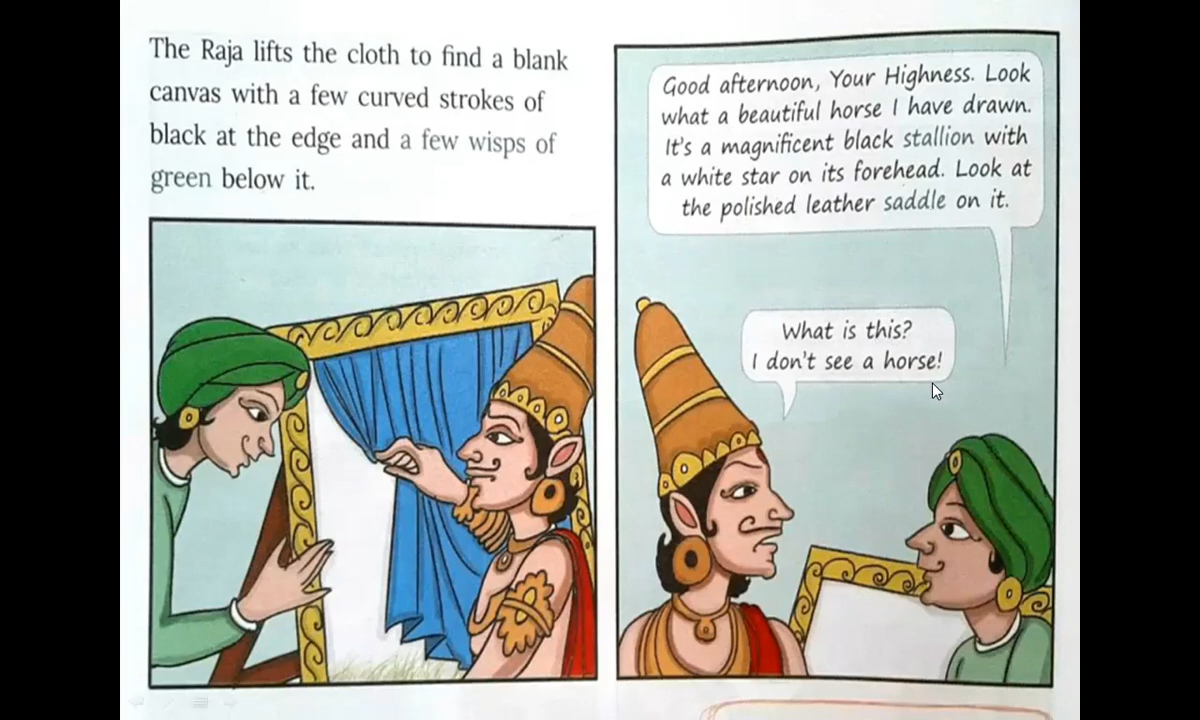 The Raja lifts the cloth to find a blank
canvas with a few curved strokes of
black at the edge and a few wisps of
green below it.
Good afternoon, Your Highness. Look
what a beautiful horse I have drawn.
It's a magnificent black stallion with
a white star on its forehead. Look at
the polished leather saddle on it.
What is this?
I don't see a horse!